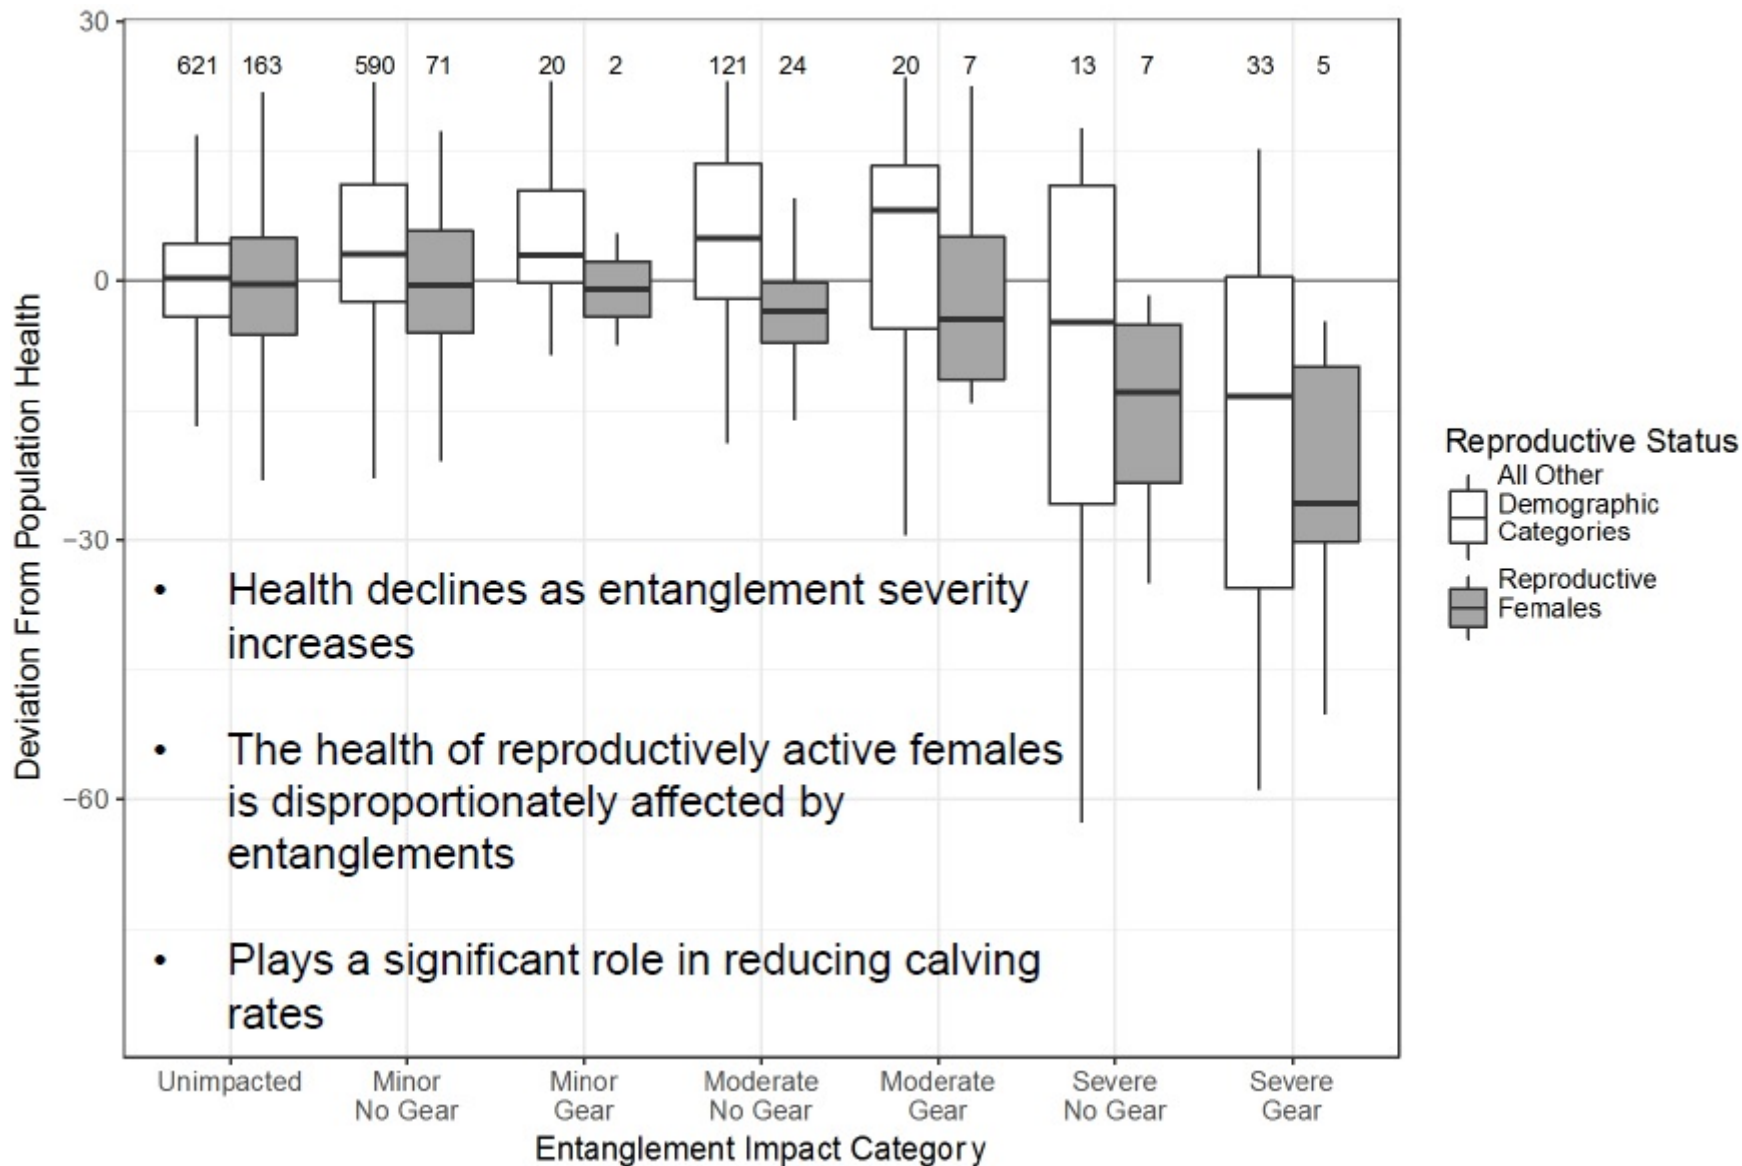 30
621 163 590 71 20 2 121 24 20 7 13 7 33 5
0
−30
−60
Deviation From Population Health
• Health declines as entanglement severity
increases
• The health of reproductively active females
is disproportionately affected by
entanglements
• Plays a significant role in reducing calving
rates
Unimpacted Minor Minor Moderate Moderate Severe Severe
No Gear Gear No Gear Gear No Gear Gear
Entanglement Impact Category
Reproductive Status
All Other
Demographic
Categories
Reproductive
Females